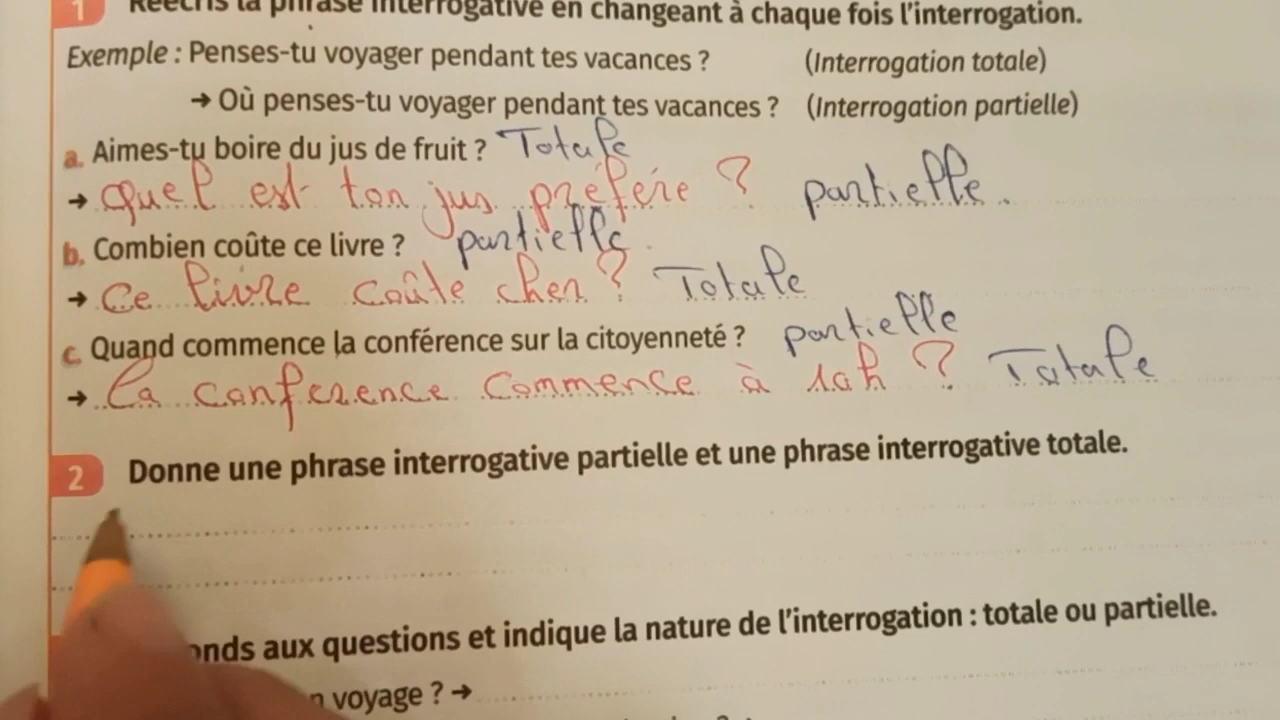 1 Réécris la phrase interrogative en changeant à chaque fois l'interrogation.
Exemple : Penses-tu voyager pendant tes vacances ? (Interrogation totale)
→ Où penses-tu voyager pendant tes vacances ? (Interrogation partielle)
a. Aimes-tu boire du jus de fruit ? Totale
→ Quel est ton jus préféré ? partielle.
b. Combien coûte ce livre ? partielle
→ Ce livre coûte cher ? Totale
c. Quand commence la conférence sur la citoyenneté ? partielle
→ la conference commence à 10h ? Totale
2 Donne une phrase interrogative partielle et une phrase interrogative totale.
onds aux questions et indique la nature de l'interrogation : totale ou partielle.
n voyage ? →